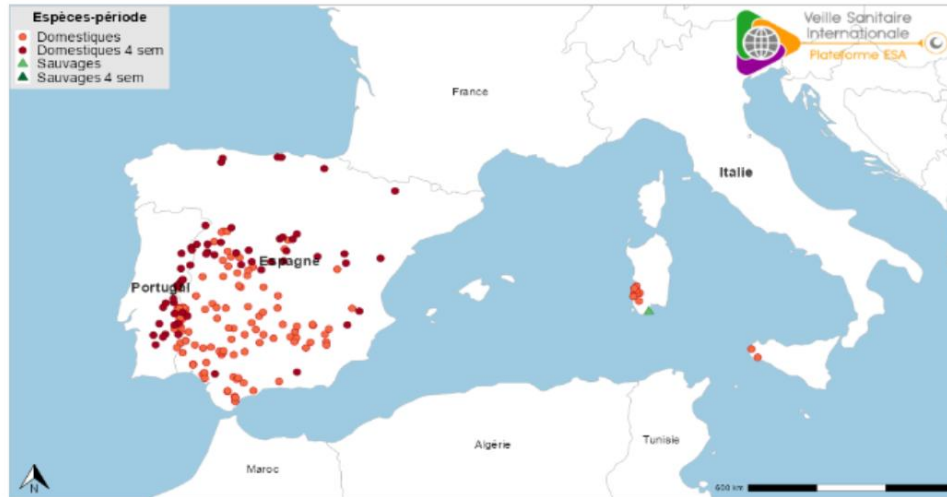 Espèces-période
Domestiques
Domestiques 4 sem
Sauvages
Sauvages 4 sem
Veille Sanitaire
Internationale
Plateforme ESA
France
Italie
Espagne
Portugal
Algérie
Tunisie
Maroc
N
600 km